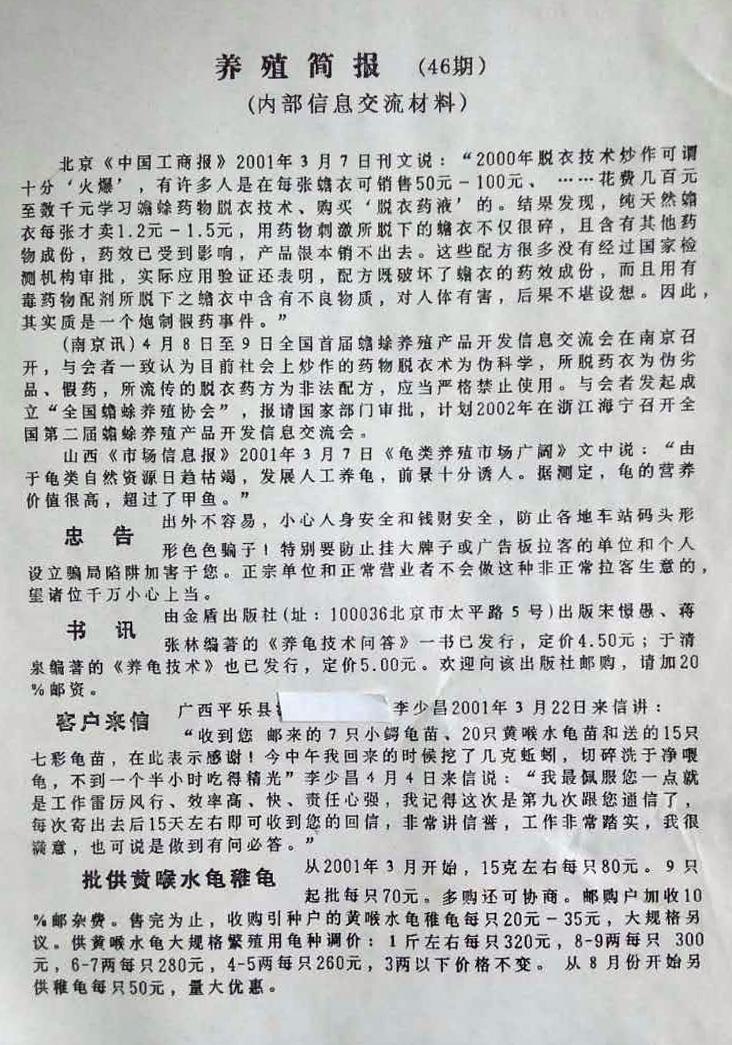 养殖简报 (46期)
(内部信息交流材料)
北京《中国工商报》2001年3月7日刊文说：“2000年脱衣技术炒作可谓
十分‘火爆’，有许多人是在每张蟾衣可销售50元－100元、……花费几百元
至数千元学习蟾蜍药物脱衣技术、购买‘脱衣药液’的。结果发现，纯天然蟾
衣每张才卖1.2元－1.5元，用药物刺激所脱下的蟾衣不仅很碎，且含有其他药
物成份，药效已受到影响，产品根本销不出去。这些配方很多没有经过国家检
测机构审批，实际应用验证还表明，配方既破坏了蟾衣的药效成份，而且用有
毒药物配剂所脱下之蟾衣中含有不良物质，对人体有害，后果不堪设想。因此，
其实质是一个炮制假药事件。”
(南京讯)4月8日至9日全国首届蟾蜍养殖产品开发信息交流会在南京召
开，与会者一致认为目前社会上炒作的药物脱衣术为伪科学，所脱药衣为伪劣
品、假药，所流传的脱衣药方为非法配方，应当严格禁止使用。与会者发起成
立“全国蟾蜍养殖协会”，报请国家部门审批，计划2002年在浙江海宁召开全
国第二届蟾蜍养殖产品开发信息交流会。
山西《市场信息报》2001年3月7日《龟类养殖市场广阔》文中说：“由
于龟类自然资源日趋枯竭，发展人工养龟，前景十分诱人。据测定，龟的营养
价值很高，超过了甲鱼。”
忠告 出外不容易，小心人身安全和钱财安全，防止各地车站码头形
形色色骗子！特别要防止挂大牌子或广告板拉客的单位和个人
设立骗局陷阱加害于您。正宗单位和正常营业者不会做这种非正常拉客生意的，
望诸位千万小心上当。
书讯 由金盾出版社(址：100036北京市太平路5号)出版宋憬愚、蒋
张林编著的《养龟技术问答》一书已发行，定价4.50元；于清
泉编著的《养龟技术》也已发行，定价5.00元。欢迎向该出版社邮购，请加20
%邮资。
客户来信 广西平乐县 李少昌2001年3月22日来信讲：
“收到您 邮来的7只小鳄龟苗、20只黄喉水龟苗和送的15只
七彩龟苗，在此表示感谢！今中午我回来的时候挖了几克蚯蚓，切碎洗于净喂
龟，不到一个半小时吃得精光”李少昌4月4日来信说：“我最佩服您一点就
是工作雷厉风行、效率高、快、责任心强，我记得这次是第九次跟您通信了，
每次寄出去后15天左右即可收到您的回信，非常讲信誉，工作非常踏实，我很
满意，也可说是做到有问必答。”
批供黄喉水龟稚龟 从2001年3月开始，15克左右每只80元。9只
起批每只70元。多购还可协商。邮购户加收10
%邮杂费。售完为止，收购引种户的黄喉水龟稚龟每只20元－35元，大规格另
议。供黄喉水龟大规格繁殖用龟种调价：1斤左右每只320元，8-9两每只 300
元，6-7两每只280元，4-5两每只260元，3两以下价格不变。 从8月份开始另
供稚龟每只50元，量大优惠。